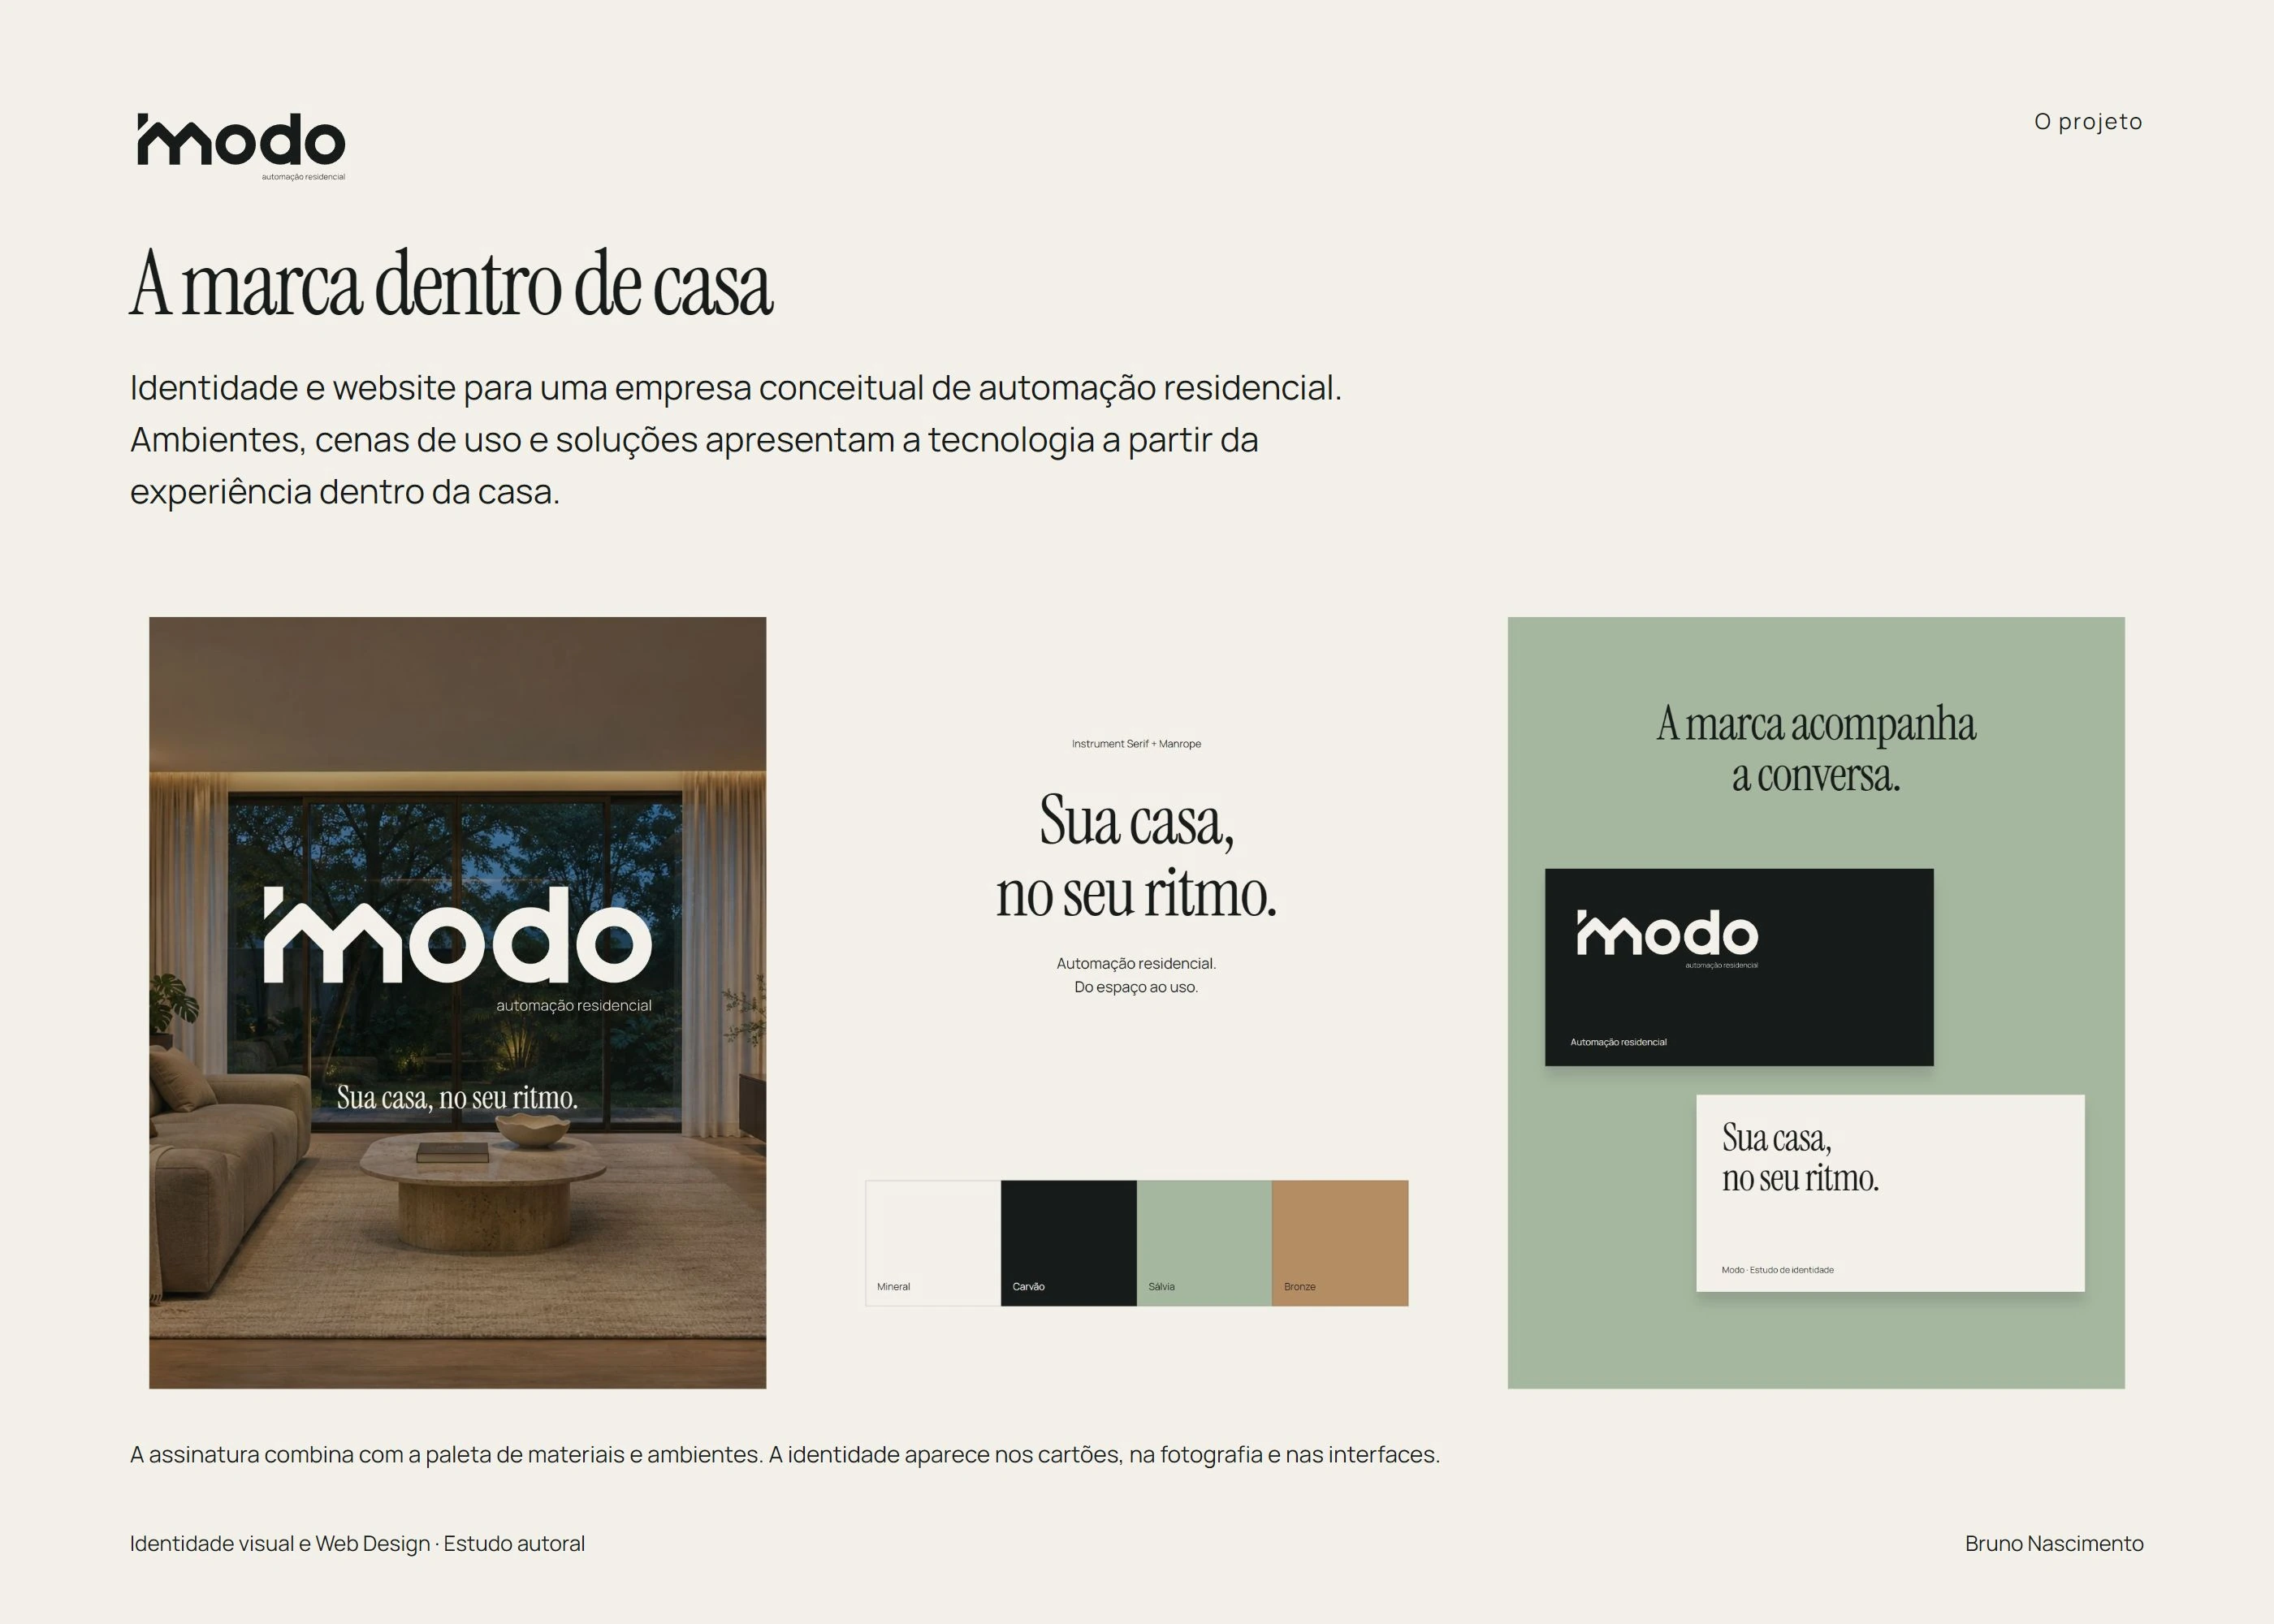 modo
automação residencial
O projeto
A marca dentro de casa
Identidade e website para uma empresa conceitual de automação residencial.
Ambientes, cenas de uso e soluções apresentam a tecnologia a partir da
experiência dentro da casa.
modo
automação residencial
Sua casa, no seu ritmo.
Instrument Serif + Manrope
Sua casa,
no seu ritmo.
Automação residencial.
Do espaço ao uso.
Mineral
Carvão
Sálvia
Bronze
A marca acompanha
a conversa.
modo
automação residencial
Automação residencial
Sua casa,
no seu ritmo.
Modo · Estudo de identidade
A assinatura combina com a paleta de materiais e ambientes. A identidade aparece nos cartões, na fotografia e nas interfaces.
Identidade visual e Web Design · Estudo autoral
Bruno Nascimento